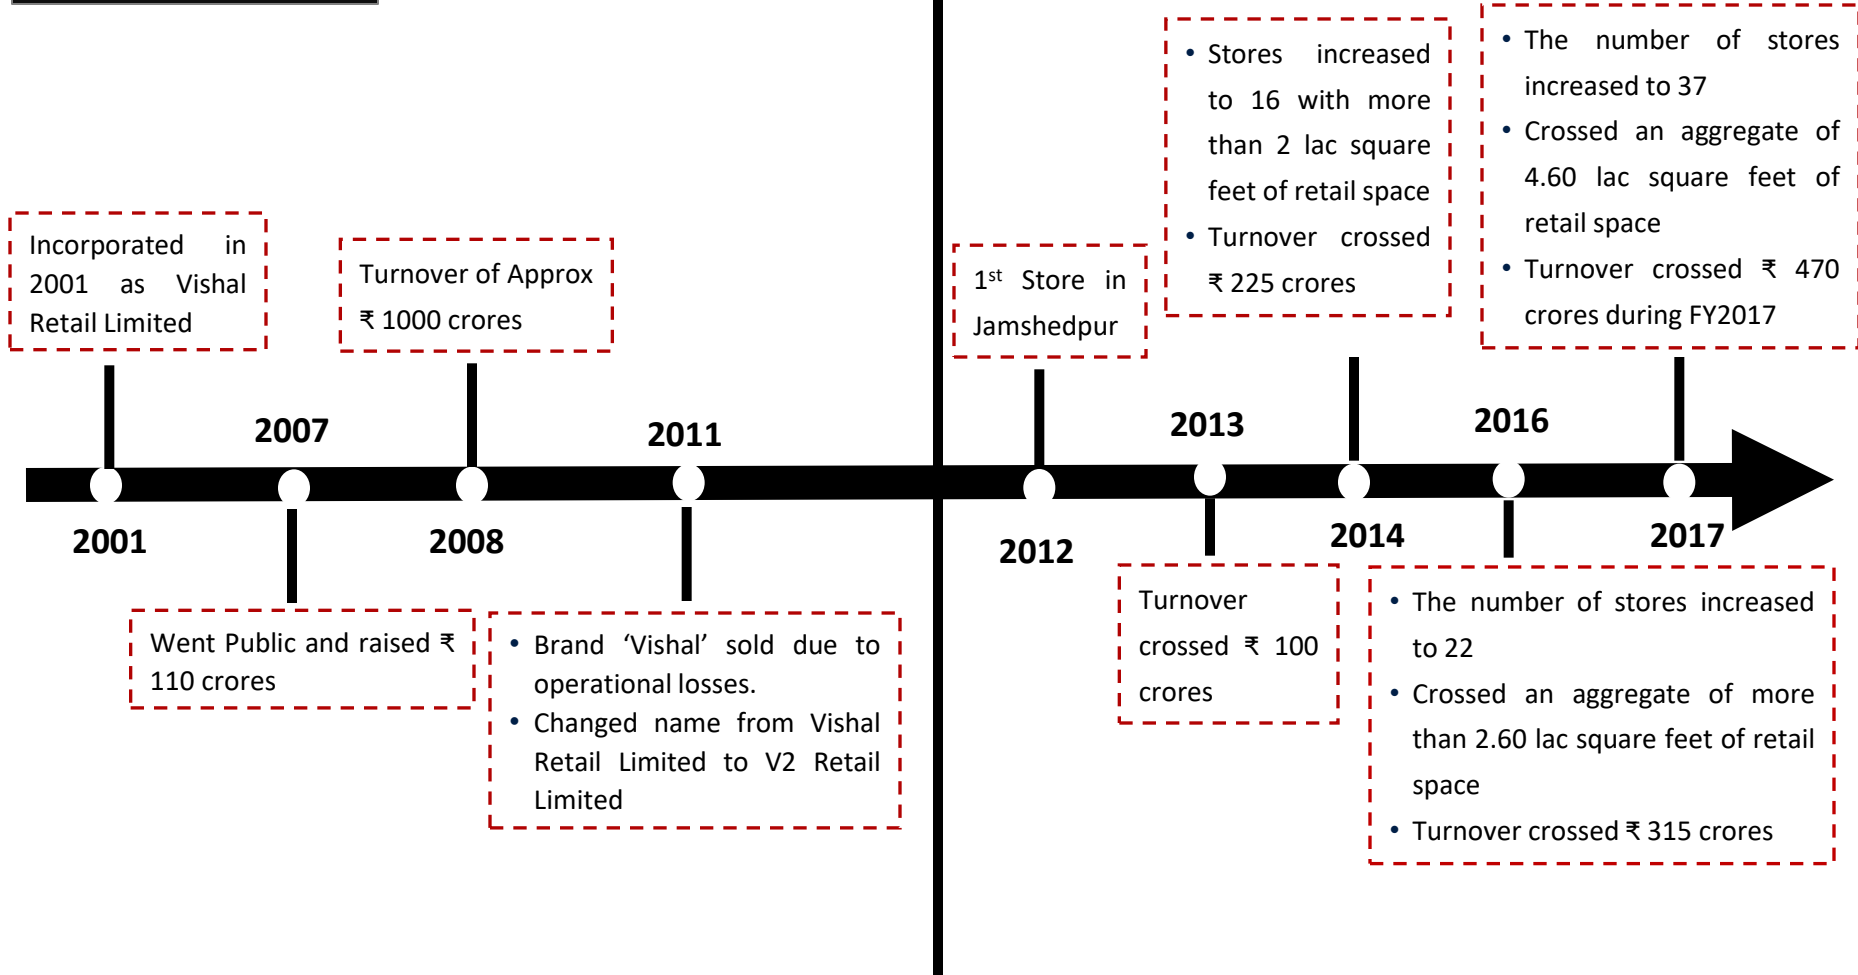 Incorporated in
2001 as Vishal
Retail Limited
2001
2007
Went Public and raised ₹
110 crores
Turnover of Approx
₹ 1000 crores
2008
2011
• Brand ‘Vishal’ sold due to
operational losses.
• Changed name from Vishal
Retail Limited to V2 Retail
Limited
1st Store in
Jamshedpur
2012
2013
Turnover
crossed ₹ 100
crores
• Stores increased
to 16 with more
than 2 lac square
feet of retail space
• Turnover crossed
₹ 225 crores
2014
2016
• The number of stores increased
to 22
• Crossed an aggregate of more
than 2.60 lac square feet of retail
space
• Turnover crossed ₹ 315 crores
• The number of stores
increased to 37
• Crossed an aggregate of
4.60 lac square feet of
retail space
• Turnover crossed ₹ 470
crores during FY2017
2017